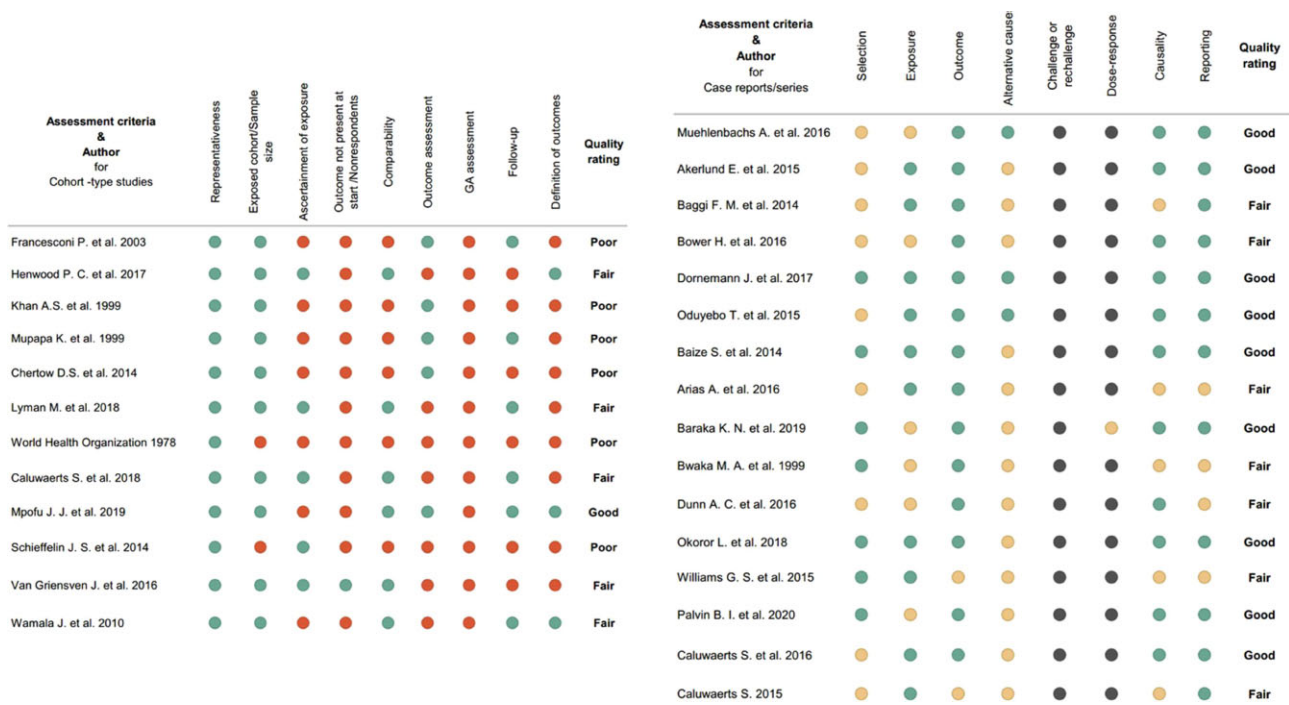 Assessment criteria
&
Author
for
Cohort -type studies
Representativeness
Exposed cohort/Sample
size
Ascertainment of exposure
Outcome not present at
start /Nonrespondents
Comparability
Outcome assessment
GA assessment
Follow-up
Definition of outcomes
Quality
rating
Francesconi P. et al. 2003 Poor
Henwood P. C. et al. 2017 Fair
Khan A.S. et al. 1999 Poor
Mupapa K. et al. 1999 Poor
Chertow D.S. et al. 2014 Poor
Lyman M. et al. 2018 Fair
World Health Organization 1978 Poor
Caluwaerts S. et al. 2018 Fair
Mpofu J. J. et al. 2019 Good
Schieffelin J. S. et al. 2014 Poor
Van Griensven J. et al. 2016 Fair
Wamala J. et al. 2010 Fair
Assessment criteria
&
Author
for
Case reports/series
Selection
Exposure
Outcome
Alternative cause
Challenge or
rechallenge
Dose-response
Causality
Reporting
Quality
rating
Muehlenbachs A. et al. 2016 Good
Akerlund E. et al. 2015 Good
Baggi F. M. et al. 2014 Fair
Bower H. et al. 2016 Fair
Dornemann J. et al. 2017 Good
Oduyebo T. et al. 2015 Good
Baize S. et al. 2014 Good
Arias A. et al. 2016 Fair
Baraka K. N. et al. 2019 Good
Bwaka M. A. et al. 1999 Fair
Dunn A. C. et al. 2016 Fair
Okoror L. et al. 2018 Good
Williams G. S. et al. 2015 Fair
Palvin B. I. et al. 2020 Good
Caluwaerts S. et al. 2016 Good
Caluwaerts S. 2015 Fair